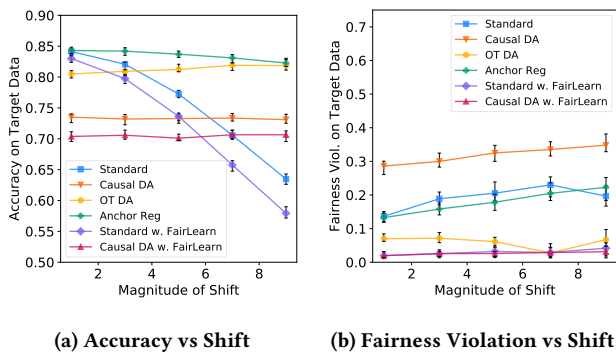 0.90
0.85
0.80
0.75
0.70
0.65
0.60
0.55
0.50
Accuracy on Target Data
Standard
Causal DA
OT DA
Anchor Reg
Standard w. FairLearn
Causal DA w. FairLearn
2 4 6 8
Magnitude of Shift
(a) Accuracy vs Shift
0.7
0.6
0.5
0.4
0.3
0.2
0.1
0.0
Fairness Viol. on Target Data
Standard
Causal DA
OT DA
Anchor Reg
Standard w. FairLearn
Causal DA w. FairLearn
2 4 6 8
Magnitude of Shift
(b) Fairness Violation vs Shift